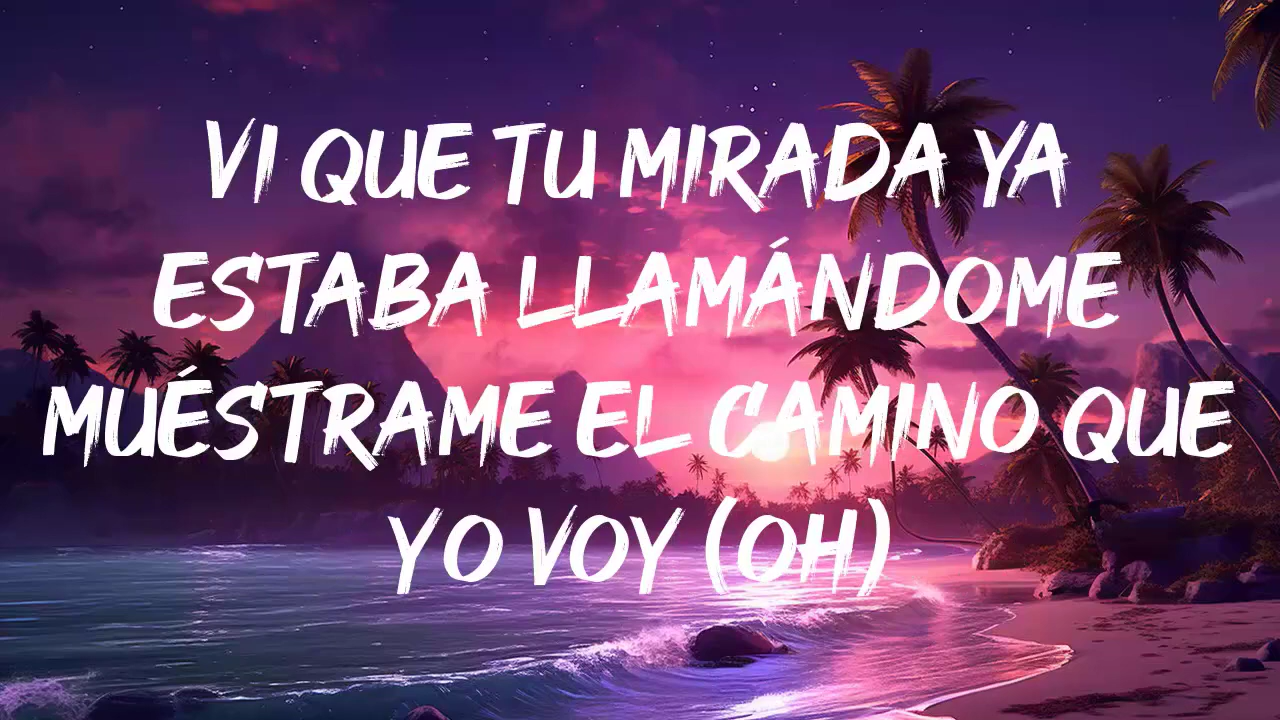 VI QUE TU MIRADA YA
ESTABA LLAMÁNDOME
MUÉSTRAME EL CAMINO QUE
YO VOY (OH)